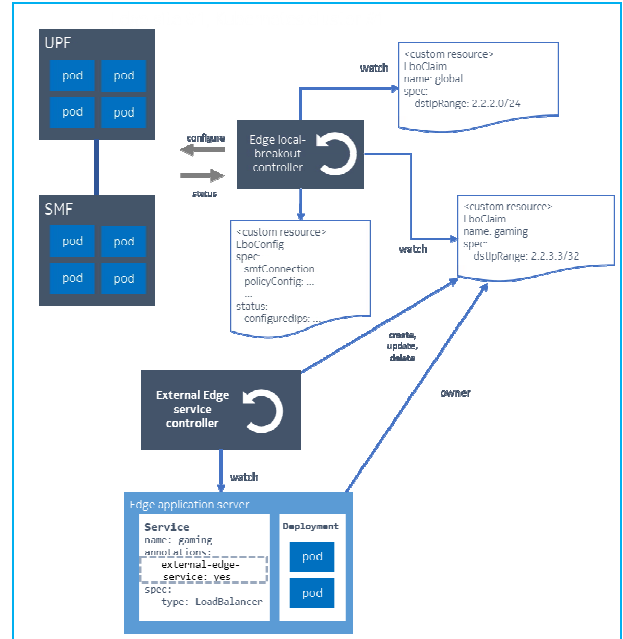 UPF
pod
pod
pod
pod
SMF
pod
pod
pod
pod
configure
status
Edge local-
breakout
controller
watch
<custom resource>
LboClaim
name: global
spec:
dstIpRange: 2.2.2.0/24
watch
<custom resource>
LboClaim
name: gaming
spec:
dstIpRange: 2.2.3.3/32
<custom resource>
LboConfig
spec:
smfConnection
policyConfig: ...
...
status:
configuredips: ...
create,
update,
delete
owner
External Edge
service
controller
watch
Edge application server
Service
name: gaming
annotations:
external-edge-
service: yes
spec:
type: LoadBalancer
Deployment
pod
pod